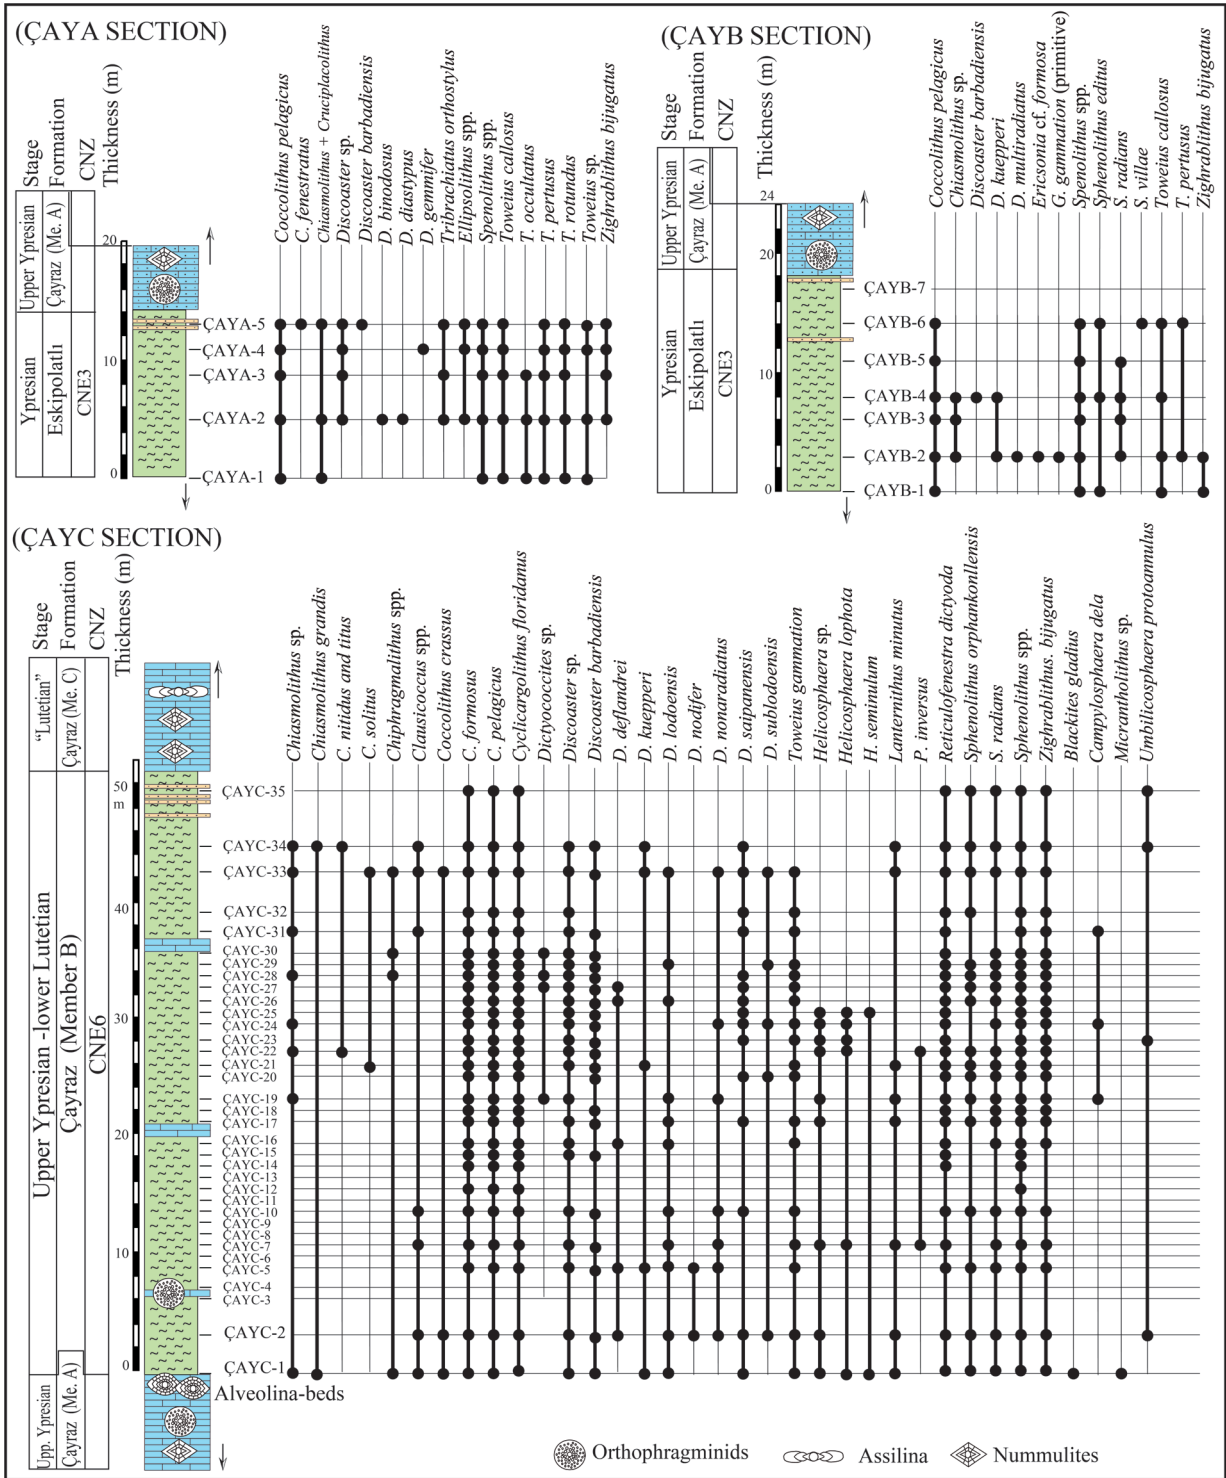 (ÇAYA SECTION)
Stage
Formation
CNZ
Thickness (m)
Coccolithus pelagicus
C. fenestratus
Chiasmolithus + Cruciplacolithus
Discoaster sp.
Discoaster barbadiensis
D. binodosus
D. diastypus
D. gemmifer
Tribrachiatus orthostylus
Ellipsolithus spp.
Spenolithus spp.
Toweius callosus
T. occultatus
T. pertusus
T. rotundus
Toweius sp.
Zighrablithus bijugatus
Upper Ypresian
Çayraz (Me. A)
Ypresian
Eskipolatlı
CNE3
20
10
0
ÇAYA-5
ÇAYA-4
ÇAYA-3
ÇAYA-2
ÇAYA-1
(ÇAYB SECTION)
Stage
Formation
CNZ
Thickness (m)
Coccolithus pelagicus
Chiasmolithus sp.
Discoaster barbadiensis
D. kuepperi
D. multiradiatus
Ericsonia cf. formosa
G. gammation (primitive)
Spenolithus spp.
Sphenolithus editus
S. radians
S. villae
Toweius callosus
T. pertusus
Zighrablithus bijugatus
Upper Ypresian
Çayraz (Me. A)
Ypresian
Eskipolatlı
CNE3
24
20
10
0
ÇAYB-7
ÇAYB-6
ÇAYB-5
ÇAYB-4
ÇAYB-3
ÇAYB-2
ÇAYB-1
(ÇAYC SECTION)
Stage
Formation
CNZ
Thickness (m)
Chiasmolithus sp.
Chiasmolithus grandis
C. nitidus and titus
C. solitus
Chiphragmalithus spp.
Clausicoccus spp.
Coccolithus crassus
C. formosus
C. pelagicus
Cyclicargolithus floridanus
Dictyococcites sp.
Discoaster sp.
Discoaster barbadiensis
D. deflandrei
D. kuepperi
D. lodoensis
D. nodifer
D. nonaradiatus
D. saipanensis
D. sublodoensis
Toweius gammation
Helicosphaera sp.
Helicosphaera lophota
H. seminulum
Lanternithus minutus
P. inversus
Reticulofenestra dictyoda
Sphenolithus orphankonllensis
S. radians
Sphenolithus spp.
Zighrablithus. bijugatus
Blackites gladius
Campylosphaera dela
Micrantholithus sp.
Umbilicosphaera protoannulus
“Lutetian”
Çayraz (Me. C)
Upper Ypresian -lower Lutetian
Çayraz (Member B)
CNE6
Upp. Ypresian
Çayraz (Me. A)
50
m
40
30
20
10
0
ÇAYC-35
ÇAYC-34
ÇAYC-33
ÇAYC-32
ÇAYC-31
ÇAYC-30
ÇAYC-29
ÇAYC-28
ÇAYC-27
ÇAYC-26
ÇAYC-25
ÇAYC-24
ÇAYC-23
ÇAYC-22
ÇAYC-21
ÇAYC-20
ÇAYC-19
ÇAYC-18
ÇAYC-17
ÇAYC-16
ÇAYC-15
ÇAYC-14
ÇAYC-13
ÇAYC-12
ÇAYC-11
ÇAYC-10
ÇAYC-9
ÇAYC-8
ÇAYC-7
ÇAYC-6
ÇAYC-5
ÇAYC-4
ÇAYC-3
ÇAYC-2
ÇAYC-1
Alveolina-beds
Orthophragminids
Assilina
Nummulites